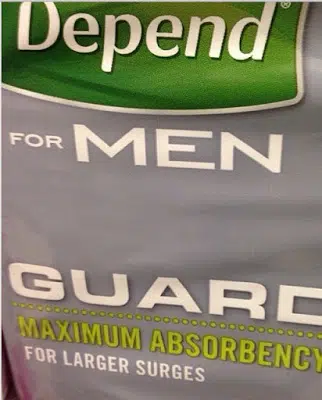 Depend®
FOR MEN
GUARD
MAXIMUM ABSORBENCY
FOR LARGER SURGES